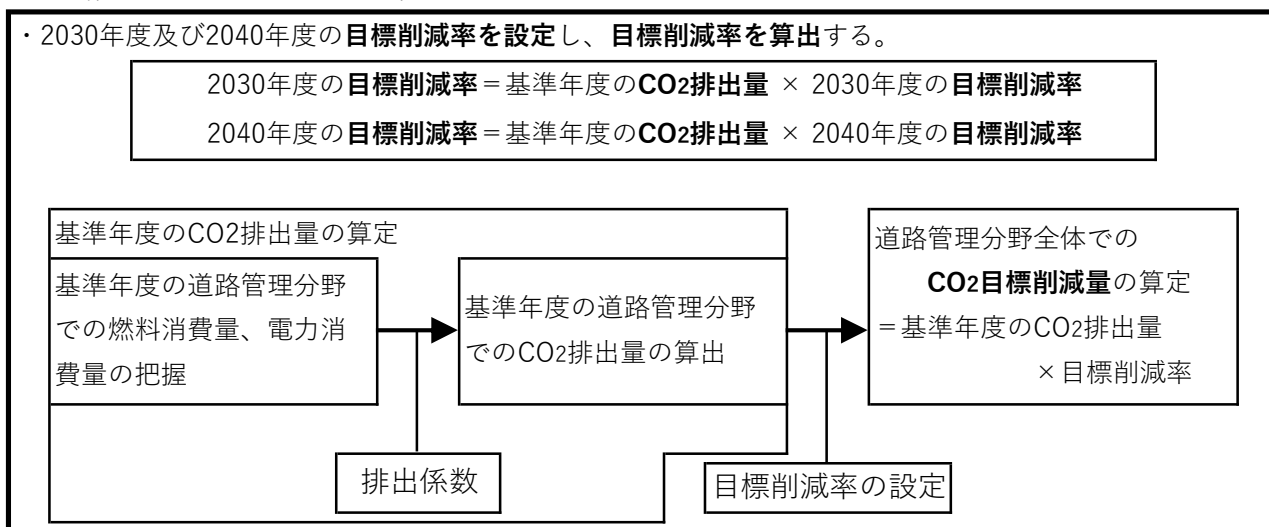 ・2030年度及び2040年度の目標削減率を設定し、目標削減率を算出する。
2030年度の目標削減率＝基準年度のCO2排出量 × 2030年度の目標削減率
2040年度の目標削減率＝基準年度のCO2排出量 × 2040年度の目標削減率
基準年度のCO2排出量の算定
基準年度の道路管理分野
での燃料消費量、電力消
費量の把握
基準年度の道路管理分野
でのCO2排出量の算出
道路管理分野全体での
CO2目標削減量の算定
＝基準年度のCO2排出量
×目標削減率
排出係数
目標削減率の設定